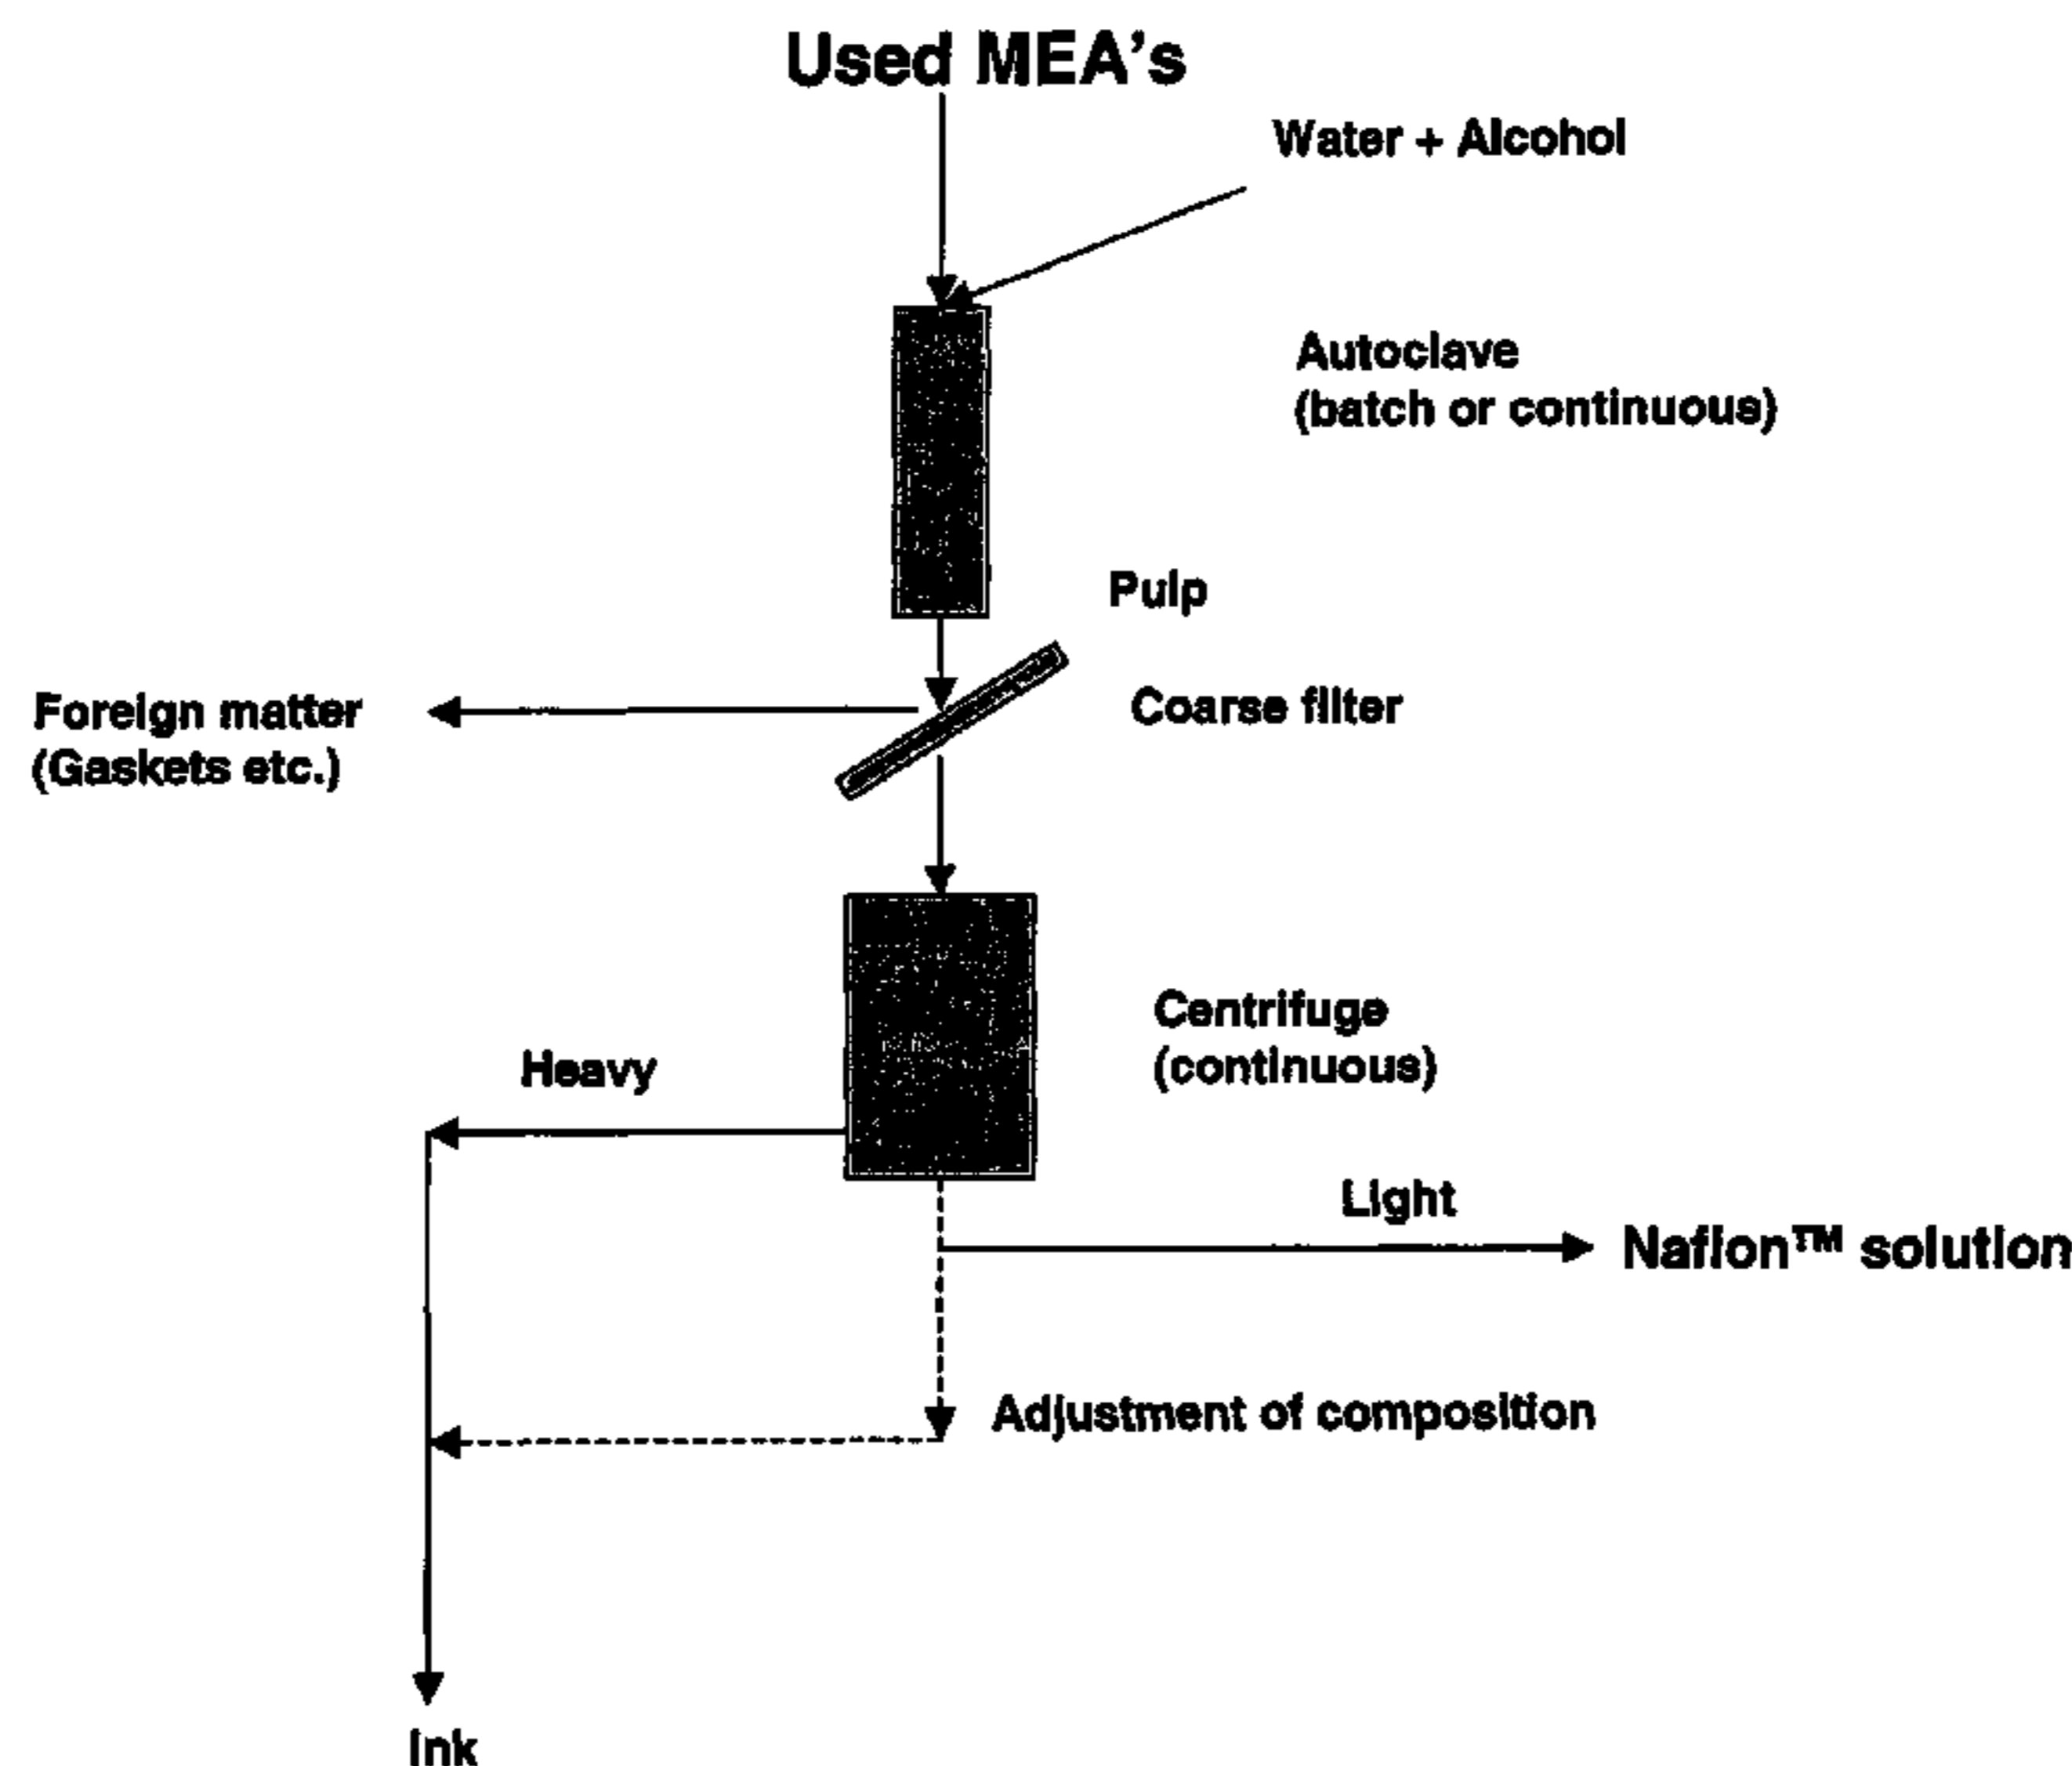 Used MEA's
Water + Alcohol
Autoclave
(batch or continuous)
Pulp
Foreign matter
(Gaskets etc.)
Coarse filter
Centrifuge
(continuous)
Heavy
Light
Nafion™ solution
Adjustment of composition
Ink